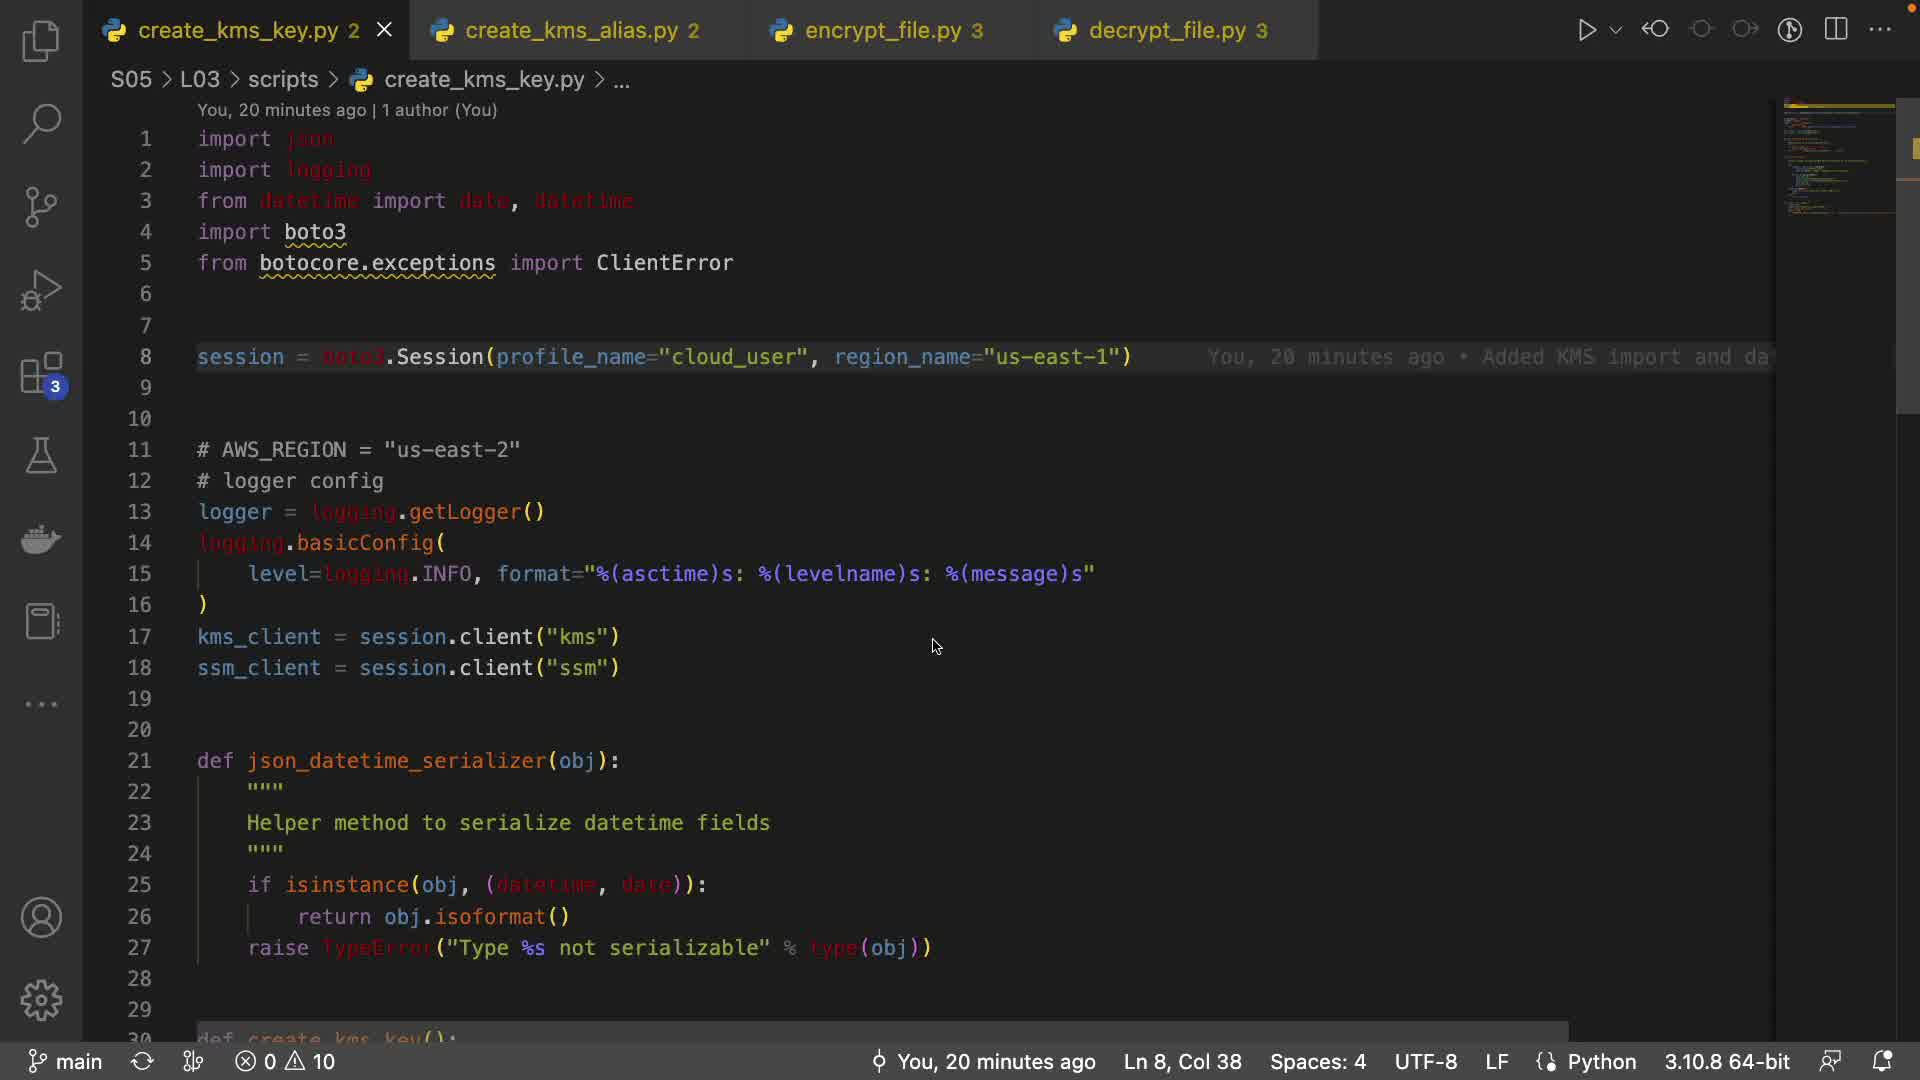 create_kms_key.py 2
create_kms_alias.py 2
encrypt_file.py 3
decrypt_file.py 3
S05 > L03 > scripts > create_kms_key.py > ...
You, 20 minutes ago | 1 author (You)
1 import json
2 import logging
3 from datetime import date, datetime
4 import boto3
5 from botocore.exceptions import ClientError
6
7
8 session = boto3.Session(profile_name="cloud_user", region_name="us-east-1") You, 20 minutes ago • Added KMS import and da
9
10
11 # AWS_REGION = "us-east-2"
12 # logger config
13 logger = logging.getLogger()
14 logging.basicConfig(
15 level=logging.INFO, format="%(asctime)s: %(levelname)s: %(message)s"
16 )
17 kms_client = session.client("kms")
18 ssm_client = session.client("ssm")
19
20
21 def json_datetime_serializer(obj):
22 """
23 Helper method to serialize datetime fields
24 """
25 if isinstance(obj, (datetime, date)):
26 return obj.isoformat()
27 raise TypeError("Type %s not serializable" % type(obj))
28
29
30 def create_kms_key():
3
main
0 10
You, 20 minutes ago
Ln 8, Col 38
Spaces: 4
UTF-8
LF
Python
3.10.8 64-bit